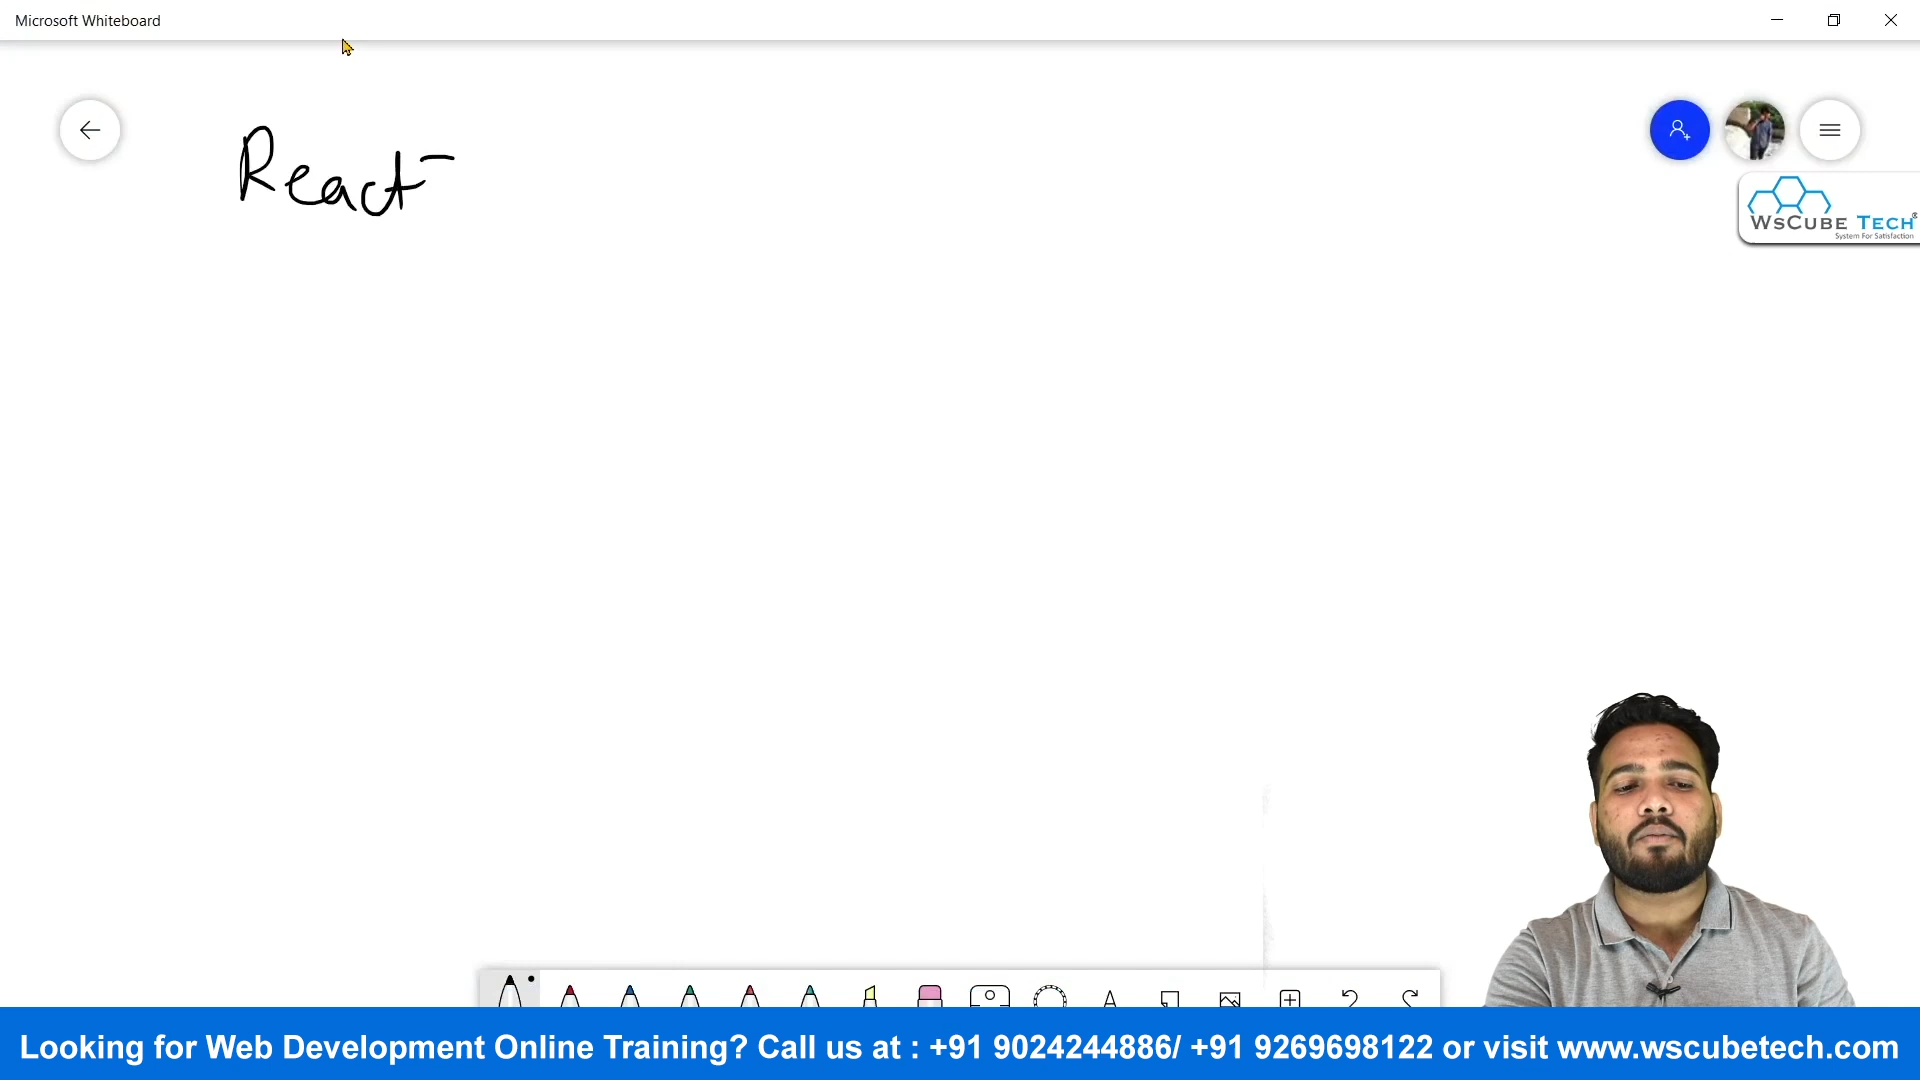 Microsoft Whiteboard
React-
WsCube Tech®
System For Satisfaction
Looking for Web Development Online Training? Call us at : +91 9024244886/ +91 9269698122 or visit www.wscubetech.com